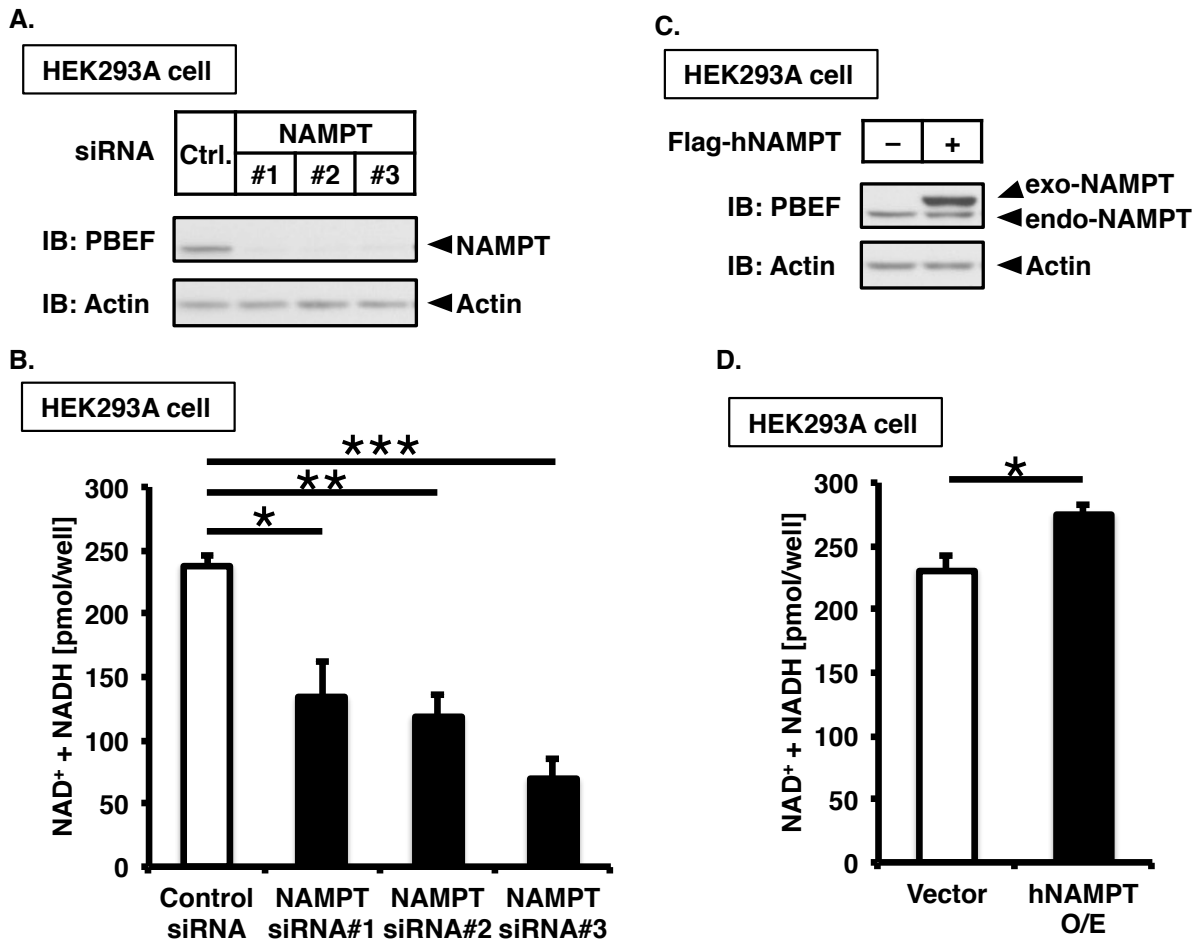 A.
HEK293A cell
siRNA
Ctrl.
NAMPT
#1 #2 #3
IB: PBEF
NAMPT
IB: Actin
Actin
B.
HEK293A cell
***
**
*
NAD⁺ + NADH [pmol/well]
300
250
200
150
100
50
0
Control siRNA
NAMPT siRNA#1
NAMPT siRNA#2
NAMPT siRNA#3
C.
HEK293A cell
Flag-hNAMPT
– +
IB: PBEF
exo-NAMPT
endo-NAMPT
IB: Actin
Actin
D.
HEK293A cell
*
NAD⁺ + NADH [pmol/well]
300
250
200
150
100
50
0
Vector
hNAMPT
O/E